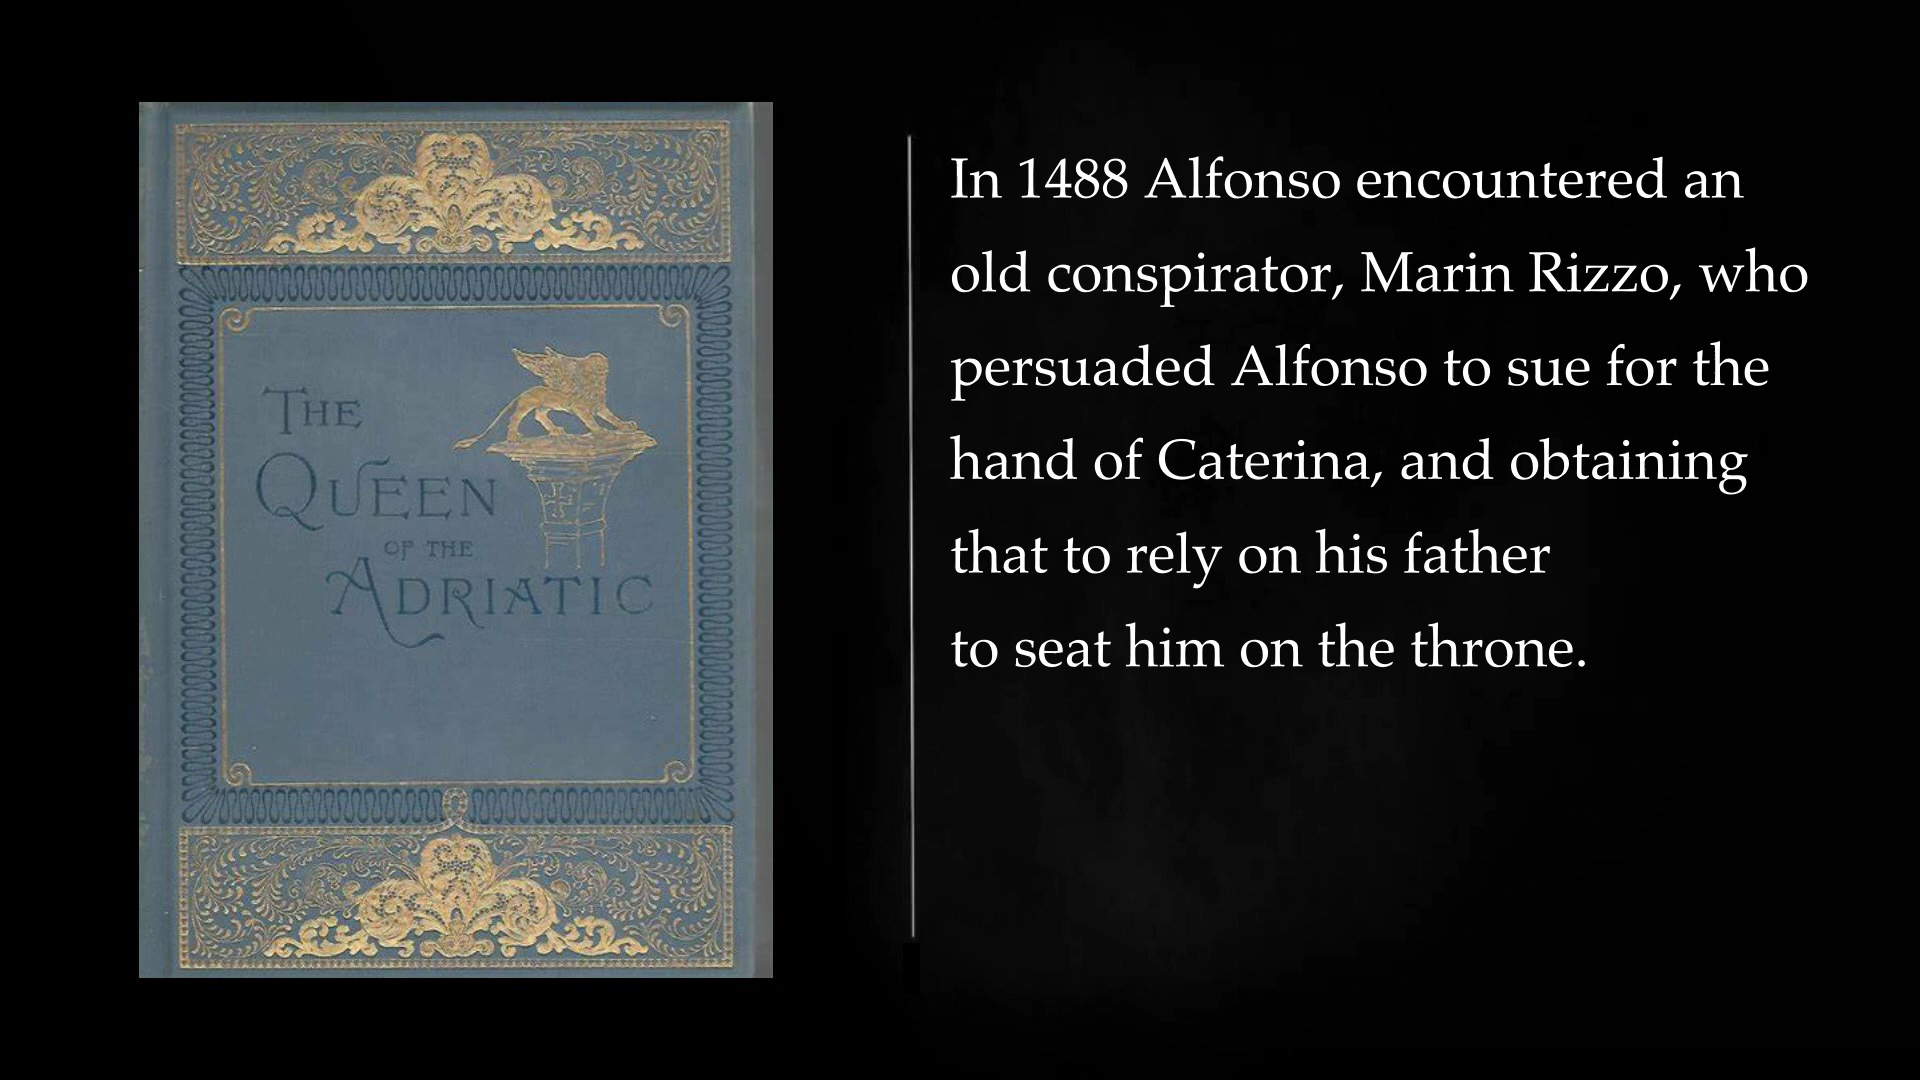 THE
QUEEN
OF THE
ADRIATIC
In 1488 Alfonso encountered an
old conspirator, Marin Rizzo, who
persuaded Alfonso to sue for the
hand of Caterina, and obtaining
that to rely on his father
to seat him on the throne.